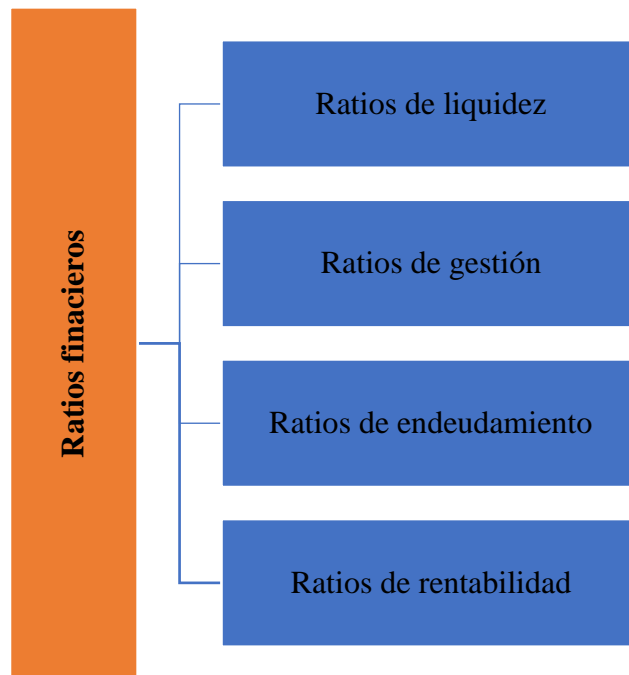 Ratios finacieros
Ratios de liquidez
Ratios de gestión
Ratios de endeudamiento
Ratios de rentabilidad